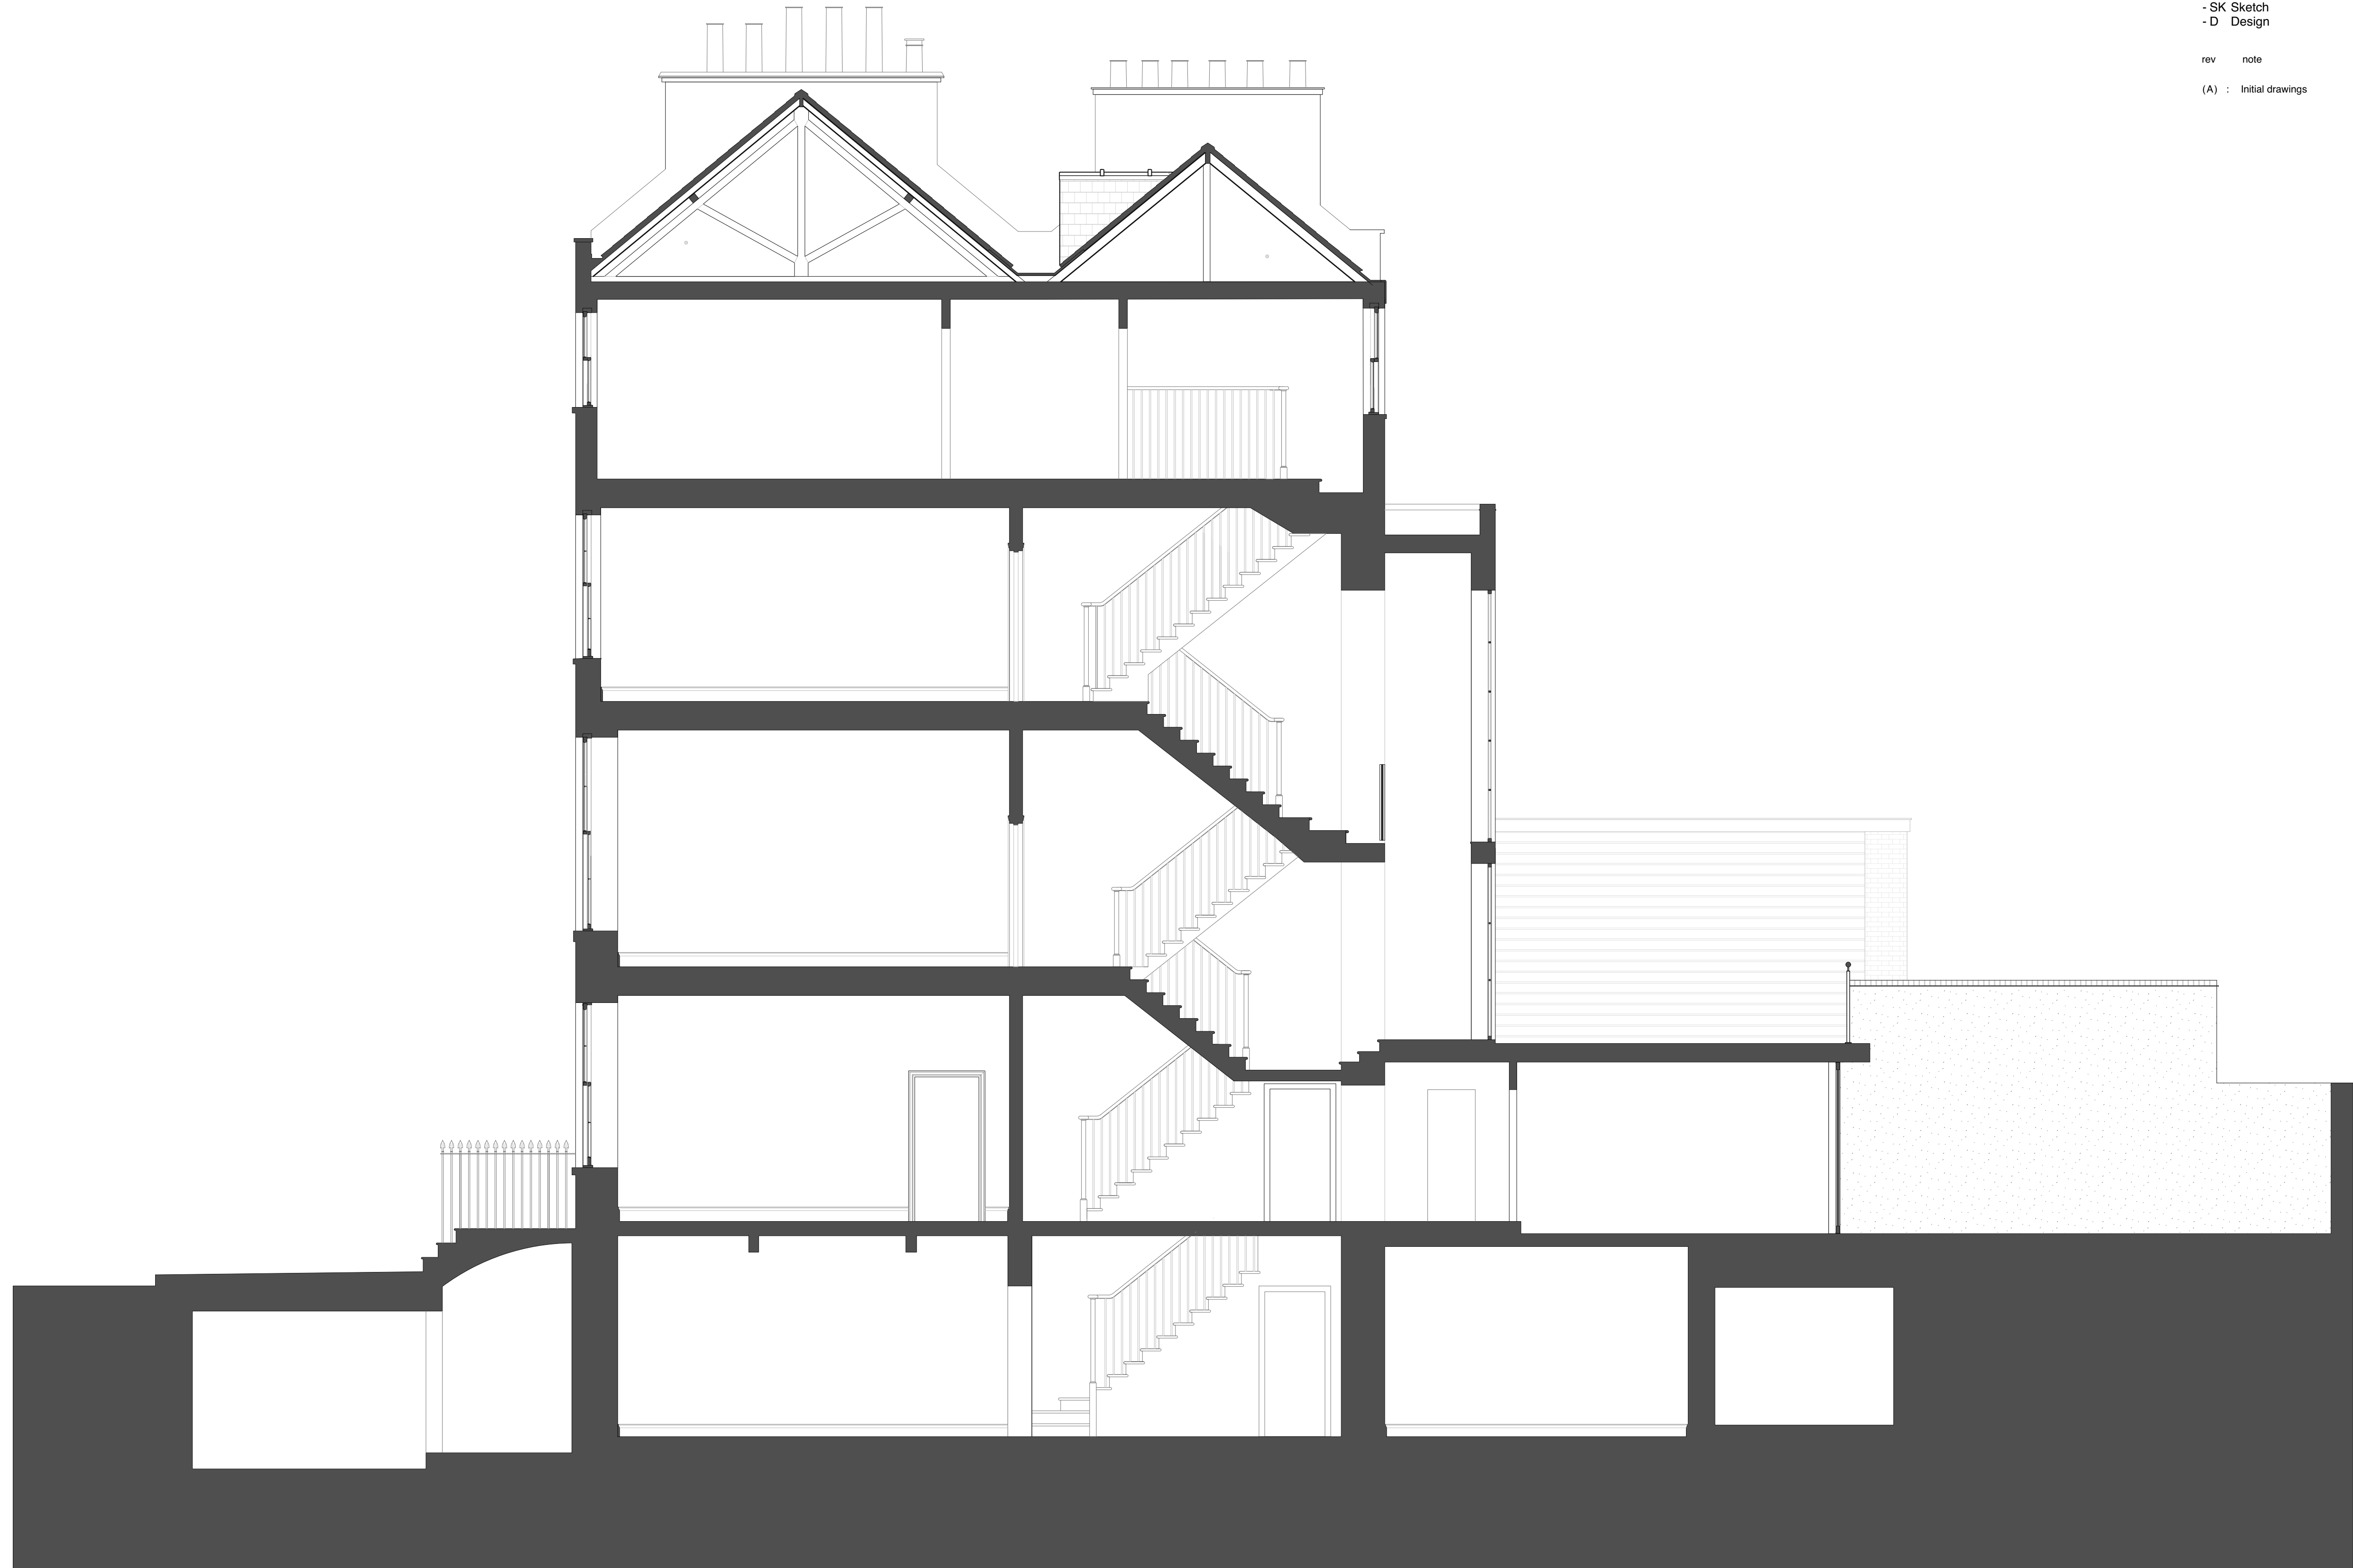 - SK Sketch
- D Design
rev note
(A) : Initial drawings